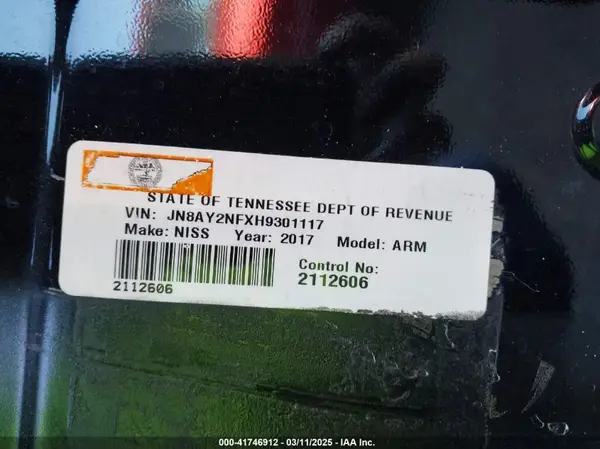 STATE OF TENNESSEE DEPT OF REVENUE
VIN: JN8AY2NFXH9301117
Make: NISS Year: 2017 Model: ARM
Control No:
2112606
2112606
000-41746912 - 03/11/2025 - IAA Inc.